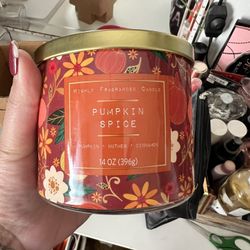 HIGHLY FRAGRANCED CANDLE
PUMPKIN
SPICE
PUMPKIN • NUTMEG • CINNAMON
14 OZ (396g)